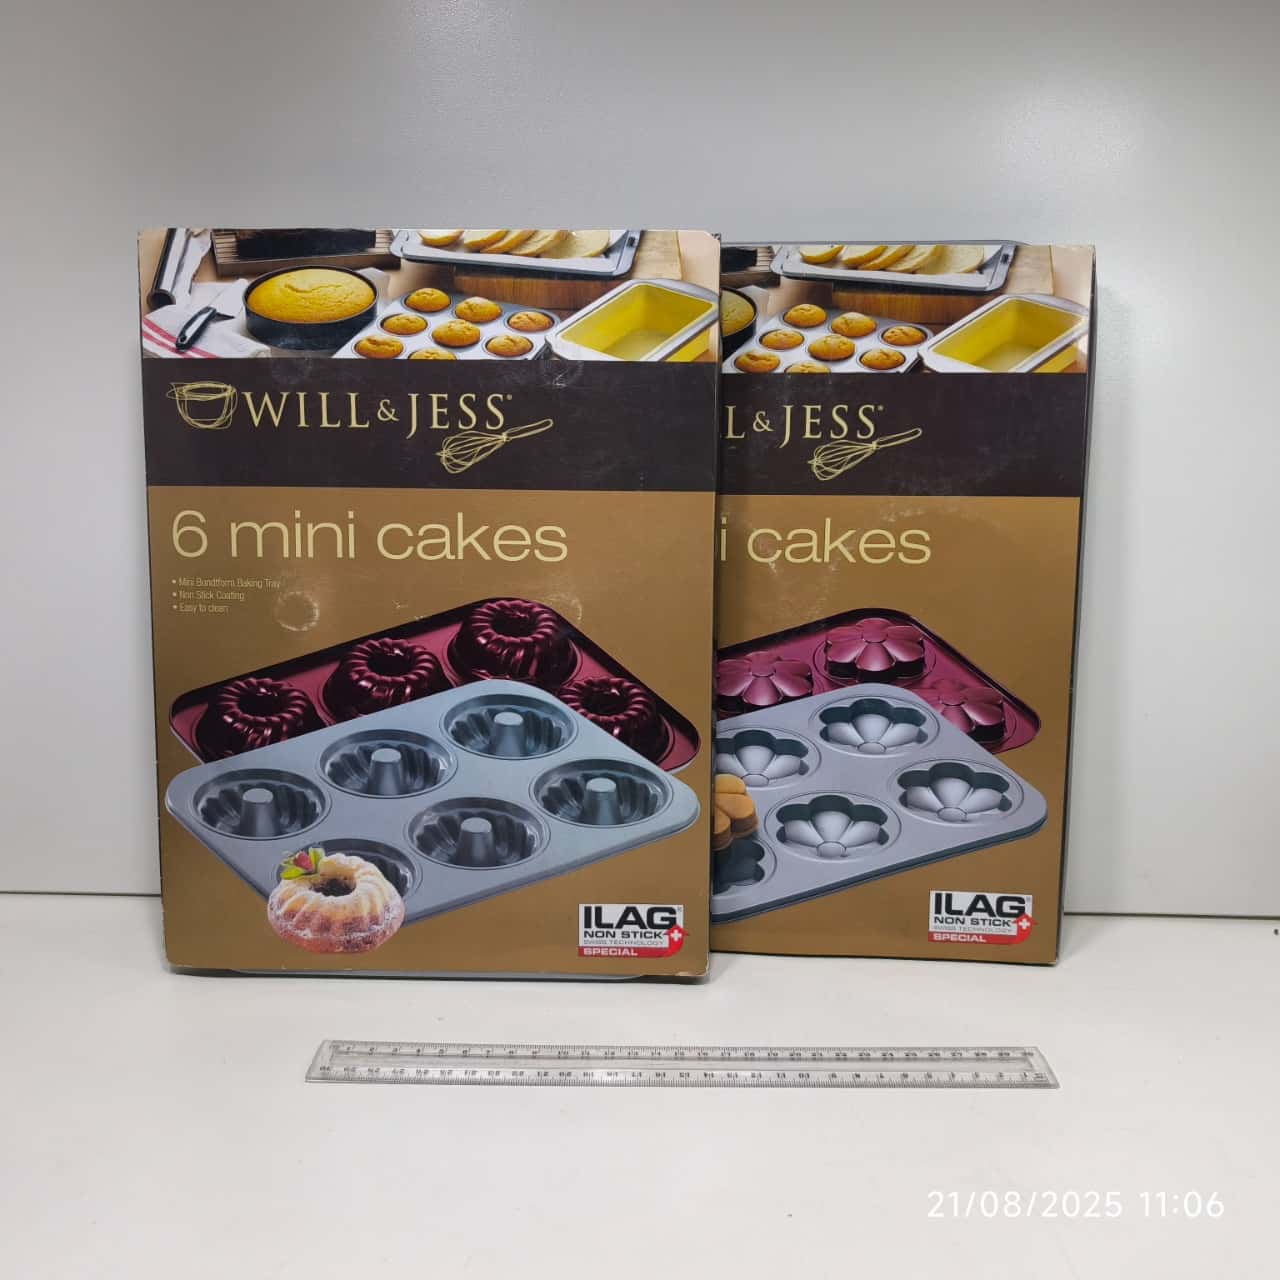 WILL & JESS®
6 mini cakes
• Mini Bundtform Baking Tray
• Non Stick Coating
• Easy to clean
ILAG®
NON STICK
SWISS TECHNOLOGY
SPECIAL
L & JESS®
i cakes
ILAG®
NON STICK
SWISS TECHNOLOGY
SPECIAL
21/08/2025 11:06